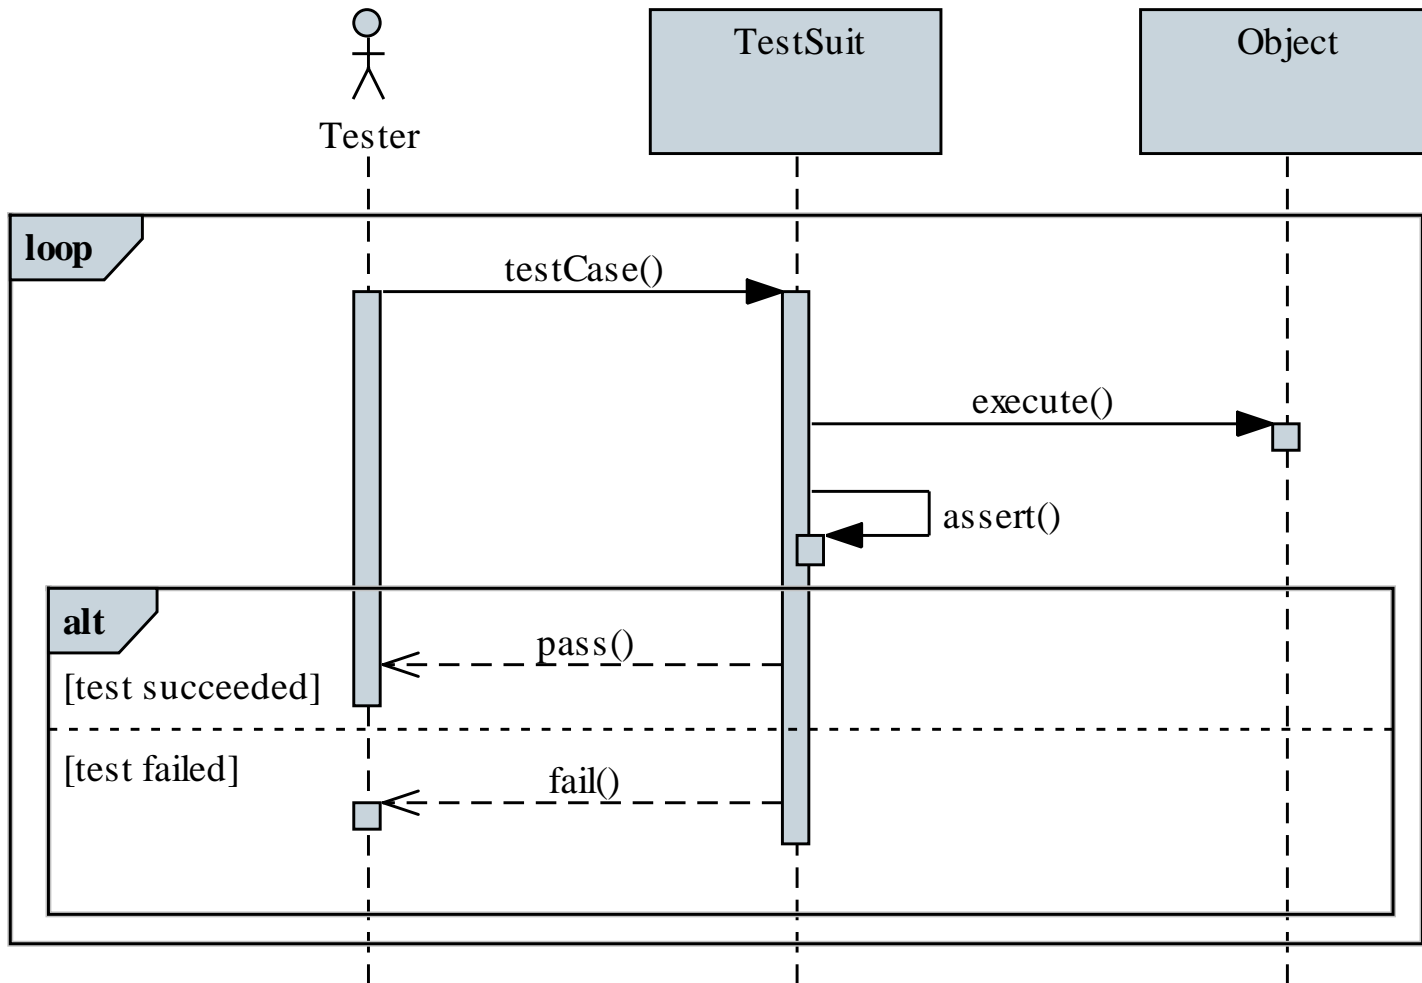 Tester
TestSuit
Object
loop
testCase()
execute()
assert()
alt
pass()
[test succeeded]
[test failed]
fail()